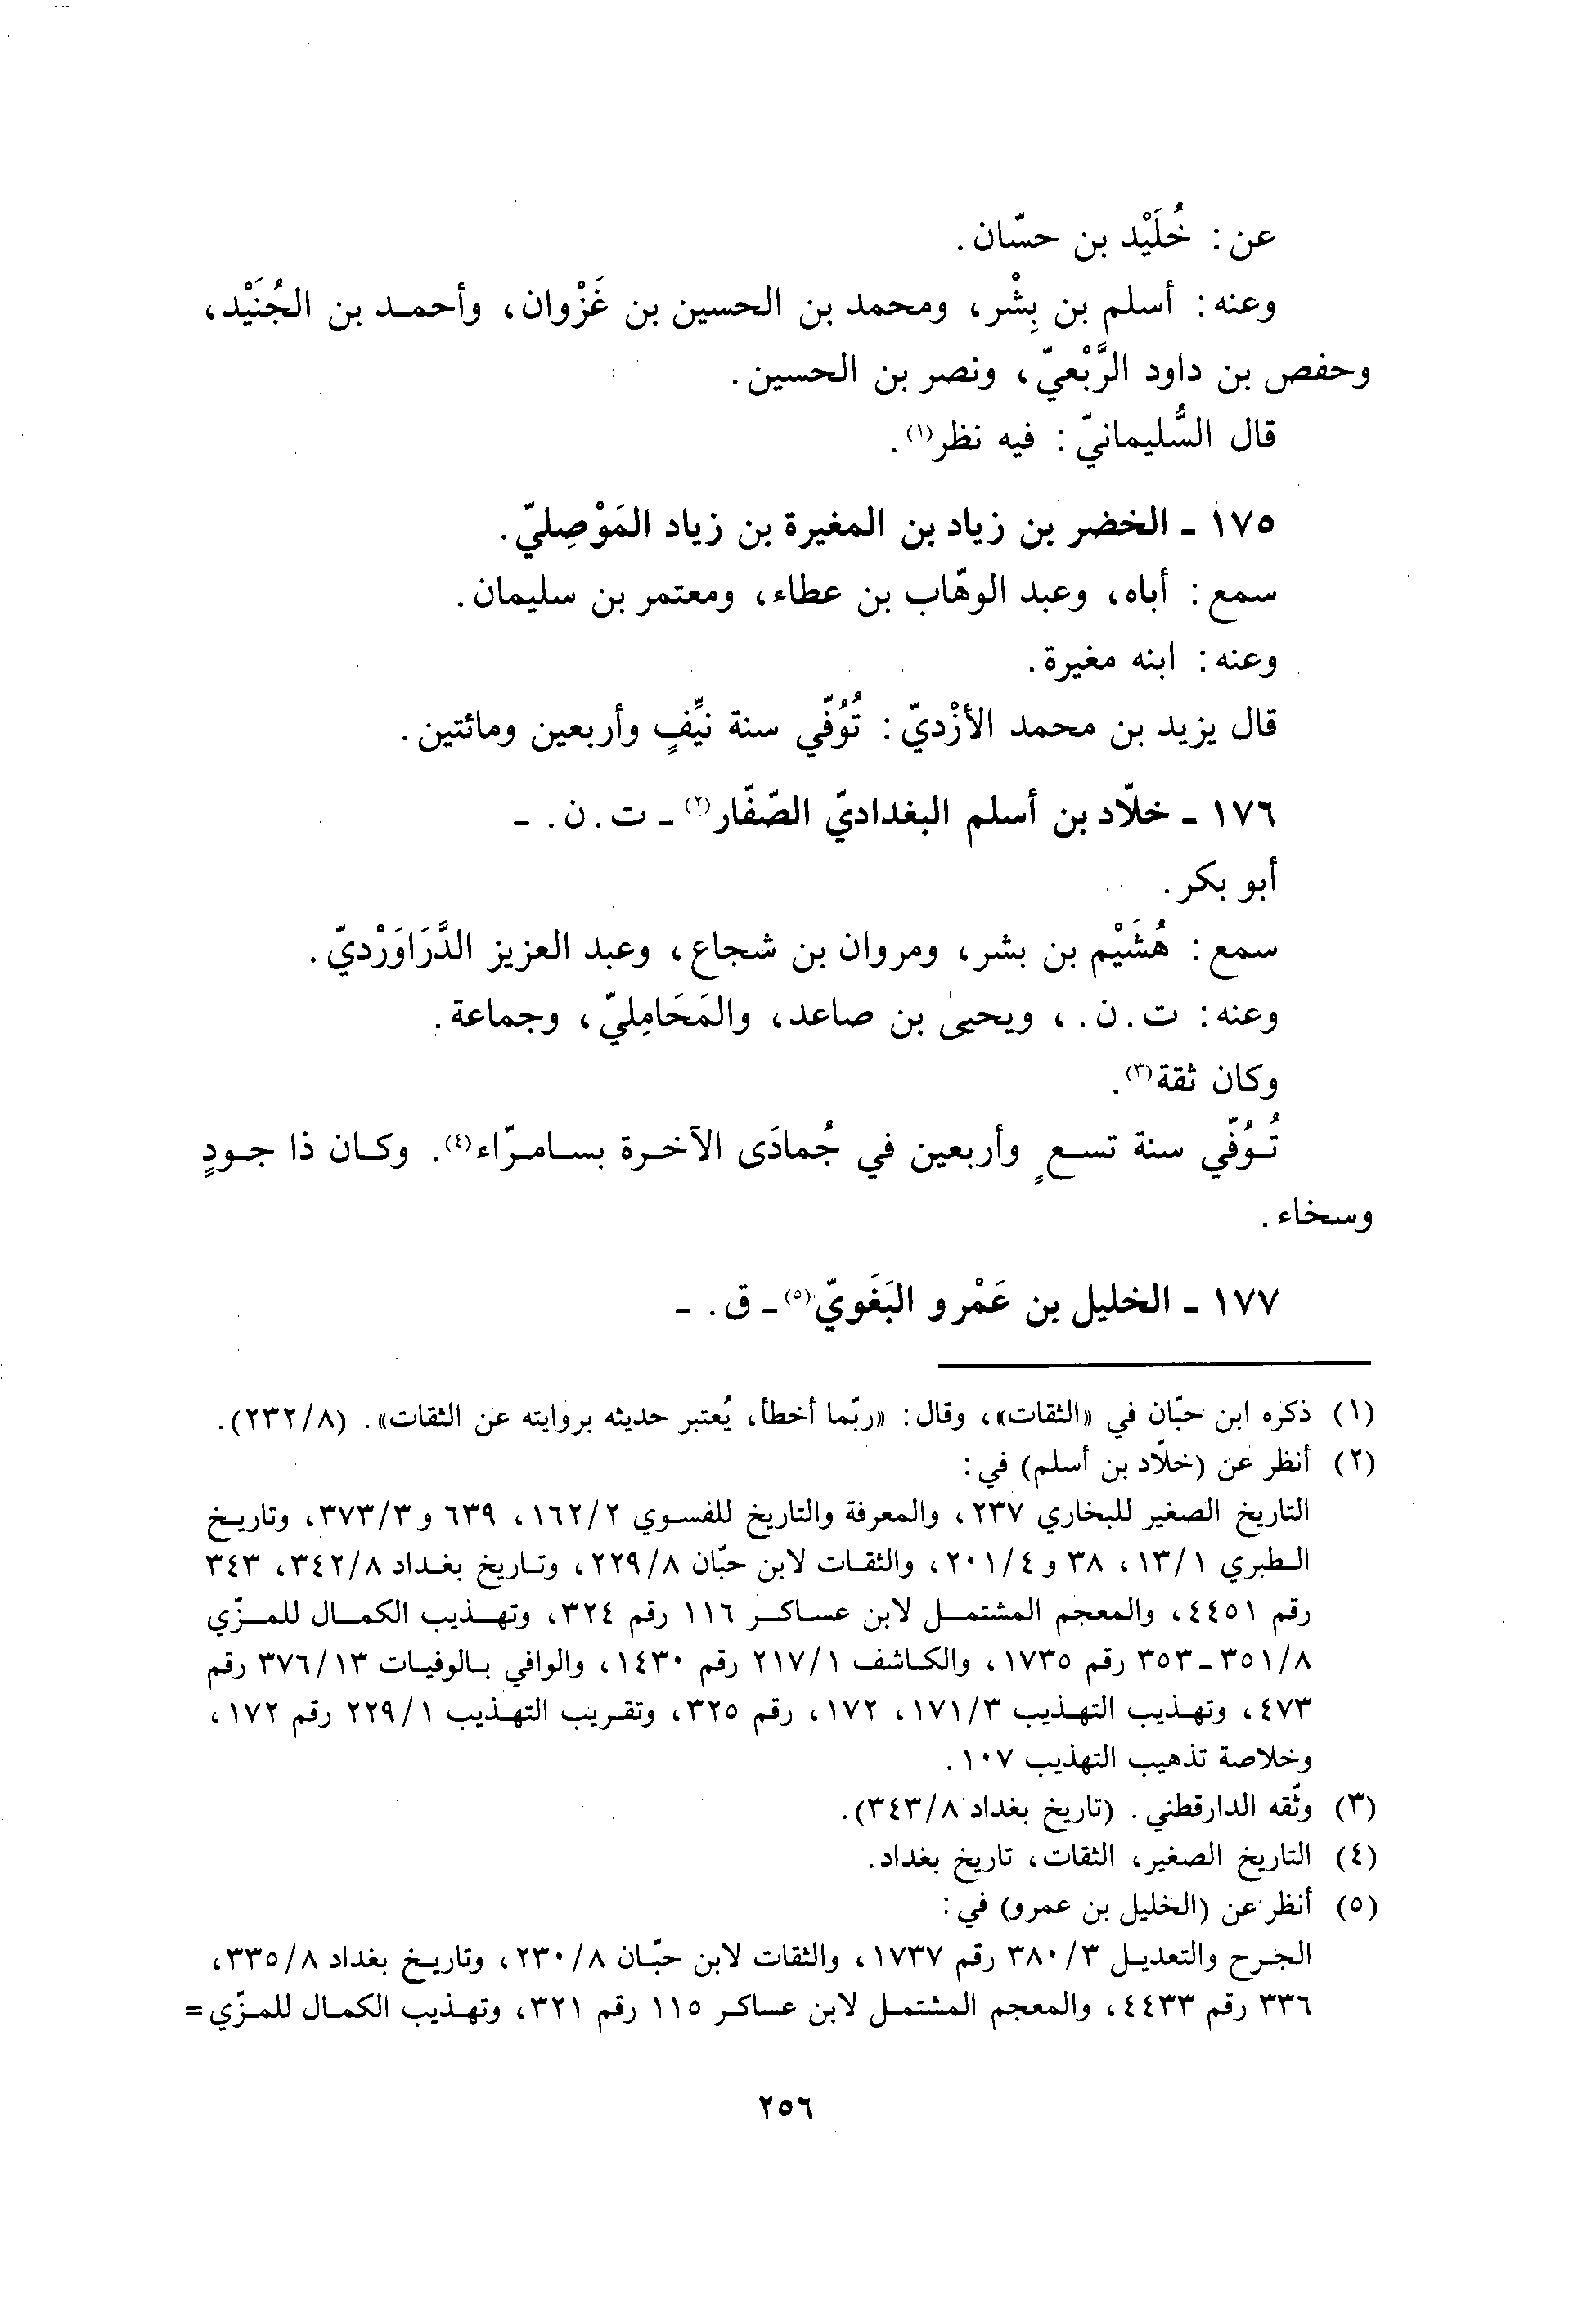 عن: خُلَيْد بن حسّان.
وعنه: أسلم بن بِشْر، ومحمد بن الحسين بن غَزْوان، وأحمد بن الجُنَيْد،
وحفص بن داود الرَّبْعيّ، ونصر بن الحسين.
قال السُّليمانيّ: فيه نظر(١).
١٧٥ - الخضر بن زياد بن المغيرة بن زياد المَوْصِليّ.
سمع: أباه، وعبد الوهّاب بن عطاء، ومعتمر بن سليمان.
وعنه: ابنه مغيرة.
قال يزيد بن محمد الأزْديّ: تُوُفّي سنة نيِّفٍ وأربعين ومائتين.
١٧٦ - خلّاد بن أسلم البغداديّ الصّفّار(٢) - ت. ن. -
أبو بكر.
سمع: هُشَيْم بن بشر، ومروان بن شجاع، وعبد العزيز الدَّرَاوَرْديّ.
وعنه: ت. ن.، ويحيىٰ بن صاعد، والمَحَامِليّ، وجماعة.
وكان ثقة(٣).
تُوُفّي سنة تسعٍ وأربعين في جُمادَى الآخرة بسامرّاء(٤). وكان ذا جودٍ
وسخاء.
١٧٧ - الخليل بن عَمْرو البَغَويّ(٥) - ق. -
(١) ذكره ابن حبّان في «الثقات»، وقال: «ربّما أخطأ، يُعتبر حديثه بروايته عن الثقات». (٢٣٢/٨).
(٢) أنظر عن (خلّاد بن أسلم) في:
التاريخ الصغير للبخاري ٢٣٧، والمعرفة والتاريخ للفسوي ١٦٢/٢، ٦٣٩ و٣٧٣/٣، وتاريخ
الطبري ١٣/١، ٣٨ و٢٠١/٤، والثقات لابن حبّان ٢٢٩/٨، وتاريخ بغداد ٣٤٢/٨، ٣٤٣
رقم ٤٤٥١، والمعجم المشتمل لابن عساكر ١١٦ رقم ٣٢٤، وتهذيب الكمال للمزّي
٣٥١/٨ - ٣٥٣ رقم ١٧٣٥، والكاشف ٢١٧/١ رقم ١٤٣٠، والوافي بالوفيات ٣٧٦/١٣ رقم
٤٧٣، وتهذيب التهذيب ١٧١/٣، ١٧٢، رقم ٣٢٥، وتقريب التهذيب ٢٢٩/١ رقم ١٧٢،
وخلاصة تذهيب التهذيب ١٠٧.
(٣) وثّقه الدارقطني. (تاريخ بغداد ٣٤٣/٨).
(٤) التاريخ الصغير، الثقات، تاريخ بغداد.
(٥) أنظر عن (الخليل بن عمرو) في:
الجرح والتعديل ٣٨٠/٣ رقم ١٧٣٧، والثقات لابن حبّان ٢٣٠/٨، وتاريخ بغداد ٣٣٥/٨،
٣٣٦ رقم ٤٤٣٣، والمعجم المشتمل لابن عساكر ١١٥ رقم ٣٢١، وتهذيب الكمال للمزّي =
٢٥٦